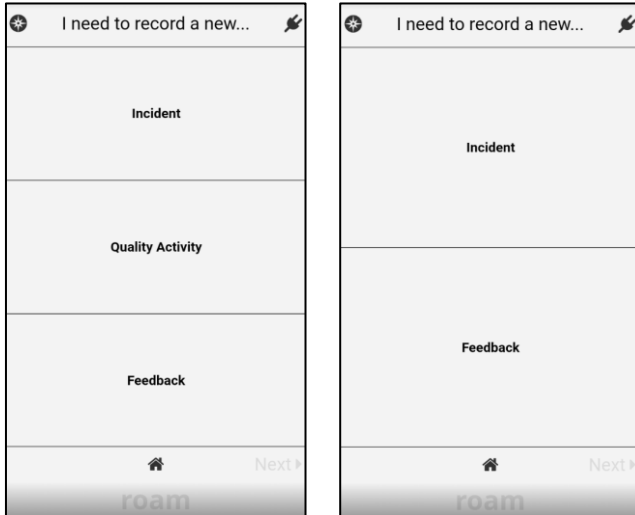 I need to record a new...
Incident
Quality Activity
Feedback
Next
roam
I need to record a new...
Incident
Feedback
Next
roam